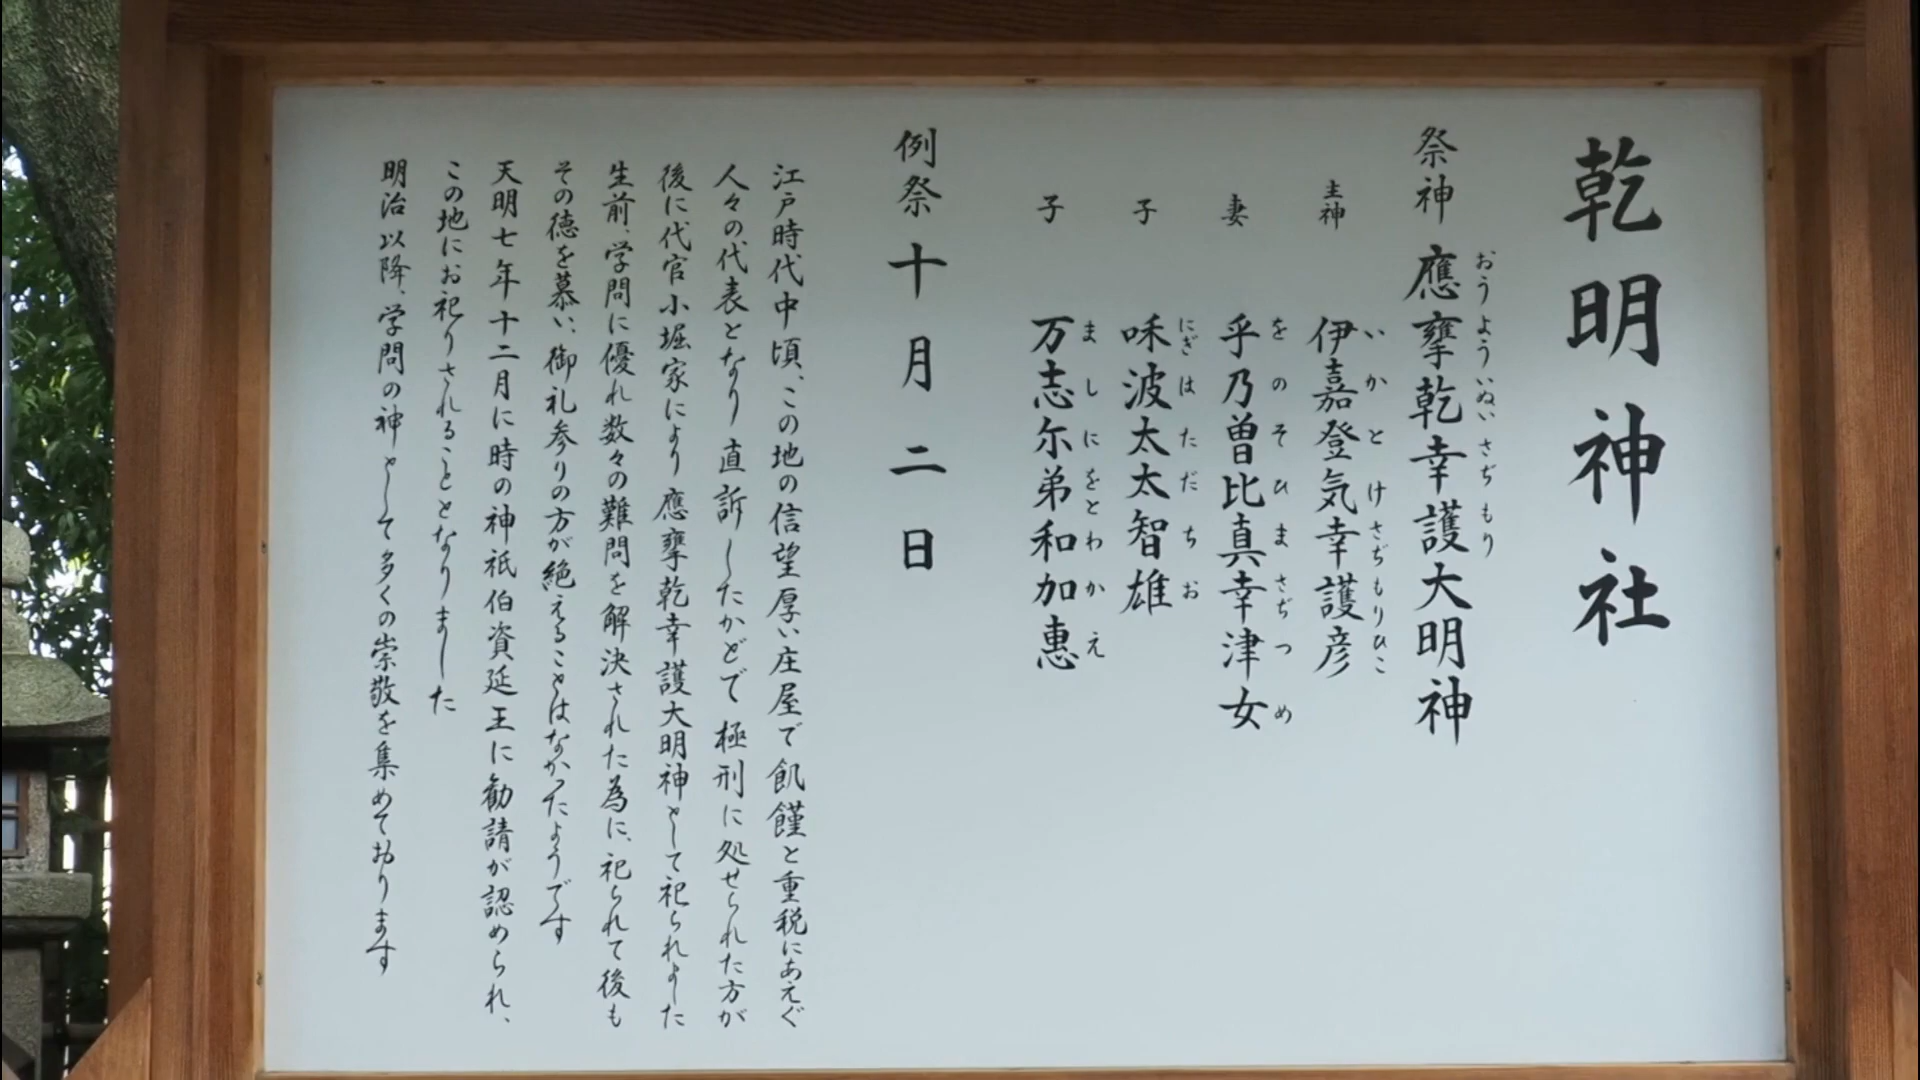 乾明神社
祭神 應掔乾幸護大明神
おうよういぬいさぢもり
主神 伊嘉登気幸護彦
いかとけさぢもりひこ
妻 乎乃曽比真幸津女
をのそひまさぢつめ
子 味波太太智雄
にぎはただちお
子 万志尓弟和加惠
ましにをとわかえ
例祭 十月二日
江戸時代中頃、この地の信望厚い庄屋で飢饉と重税にあえぐ
人々の代表となり直訴したかどで極刑に処せられた方が
後に代官小堀家により應掔乾幸護大明神として祀られました
生前、学問に優れ数々の難問を解決された為に、祀られて後も
その徳を慕い、御礼参りの方が絶えることはなかったようです
天明七年十二月に時の神祇伯資延王に勧請が認められ、
この地にお祀りされることとなりました
明治以降、学問の神として多くの崇敬を集めております